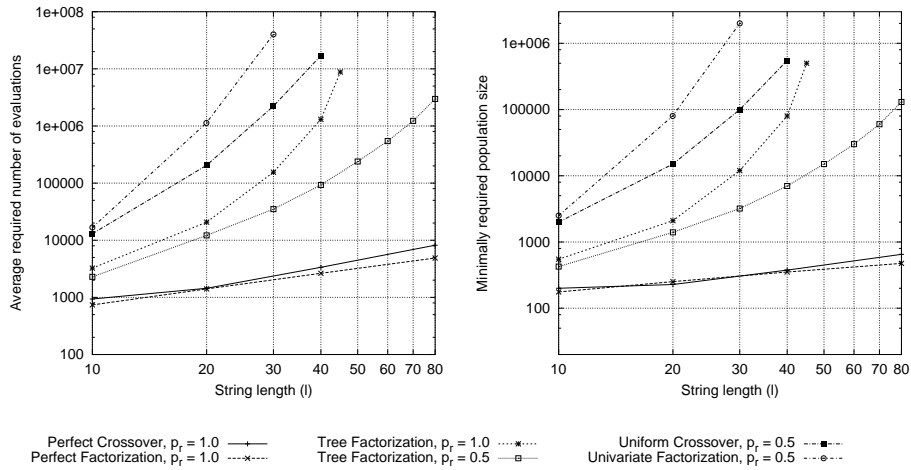 1e+008
1e+007
1e+006
100000
10000
1000
100
10 20 30 40 50 60 70 80
String length (l)
Average required number of evaluations
1e+006
100000
10000
1000
100
10 20 30 40 50 60 70 80
String length (l)
Minimally required population size
Perfect Crossover, p_r = 1.0
Perfect Factorization, p_r = 1.0
Tree Factorization, p_r = 1.0
Tree Factorization, p_r = 0.5
Uniform Crossover, p_r = 0.5
Univariate Factorization, p_r = 0.5